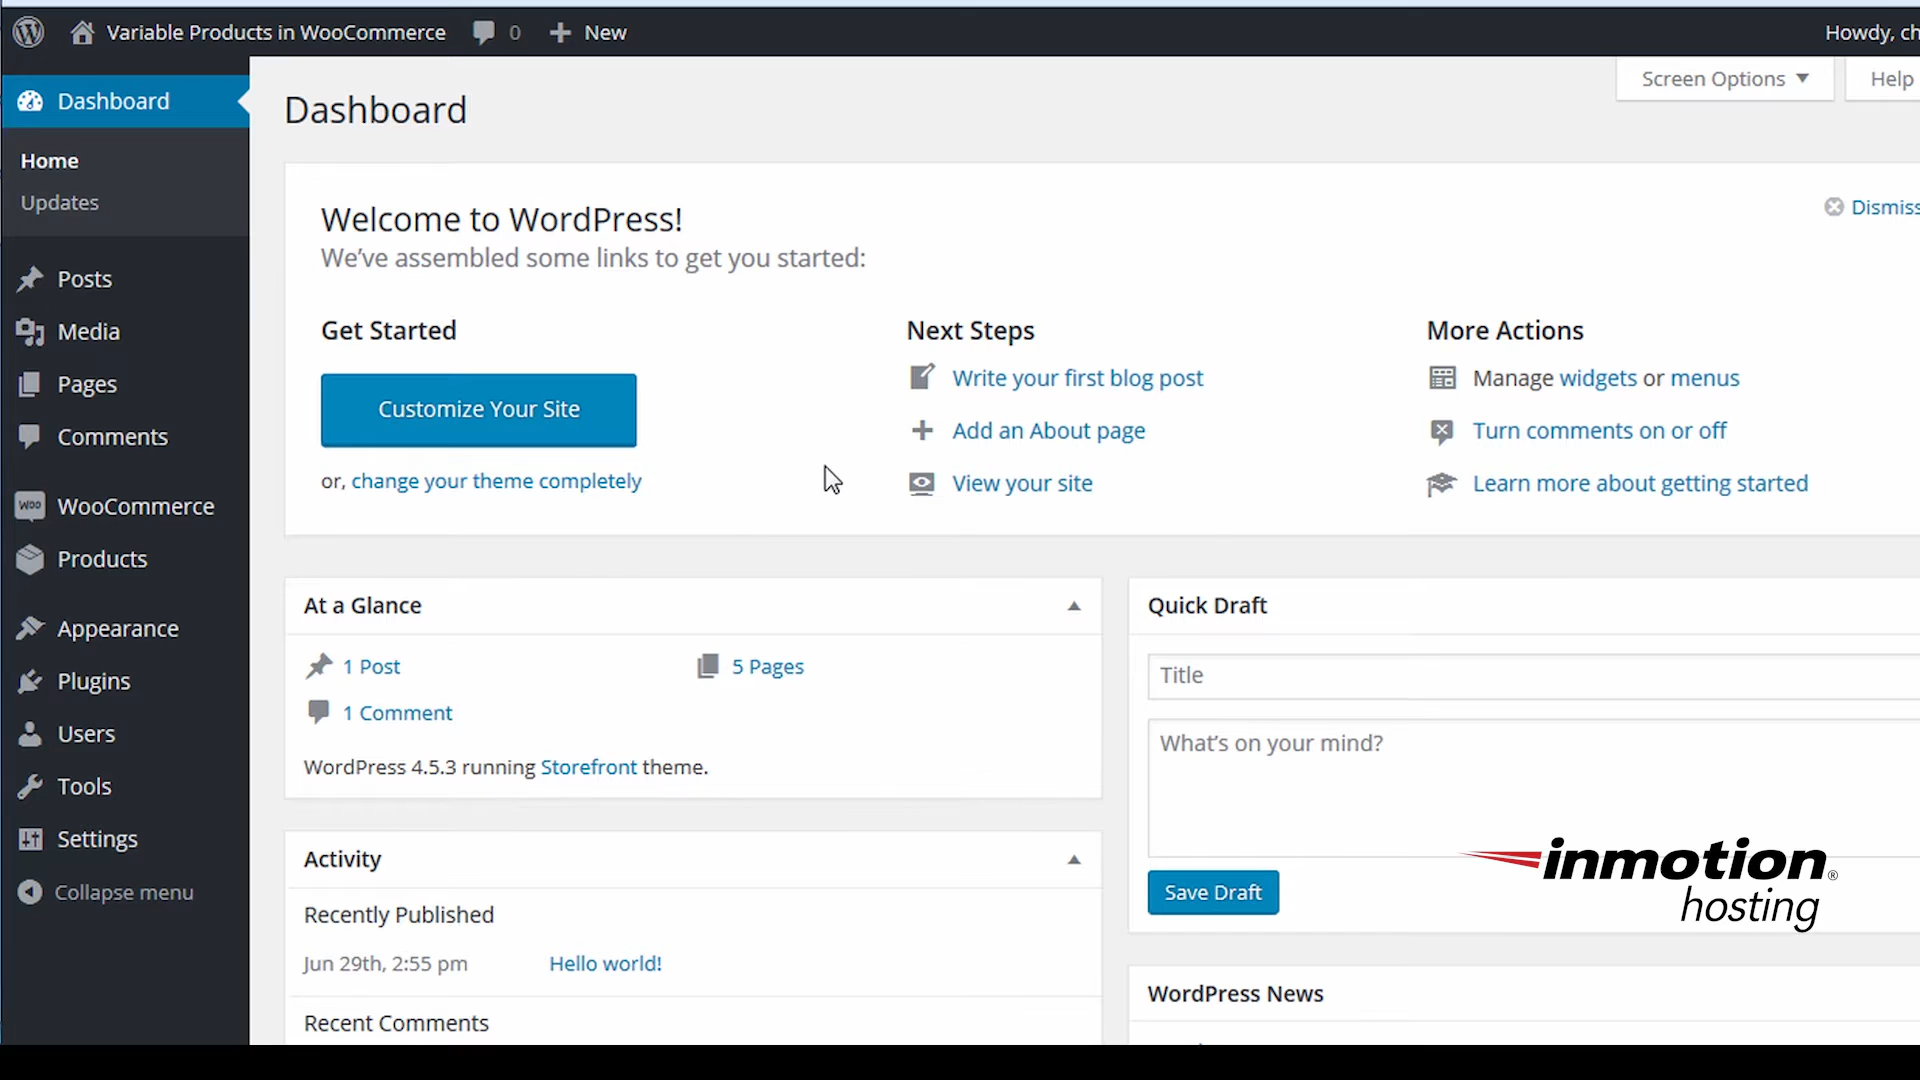 Variable Products in WooCommerce 0 New Howdy, ch
Screen Options Help
Dashboard
Home
Updates
Posts
Media
Pages
Comments
WOO WooCommerce
Products
Appearance
Plugins
Users
Tools
Settings
Collapse menu
Dashboard
Welcome to WordPress!
Dismiss
We've assembled some links to get you started:
Get Started
Customize Your Site
or, change your theme completely
Next Steps
Write your first blog post
Add an About page
View your site
More Actions
Manage widgets or menus
Turn comments on or off
Learn more about getting started
At a Glance
1 Post 5 Pages
1 Comment
WordPress 4.5.3 running Storefront theme.
Activity
Recently Published
Jun 29th, 2:55 pm Hello world!
Recent Comments
Quick Draft
Title
What's on your mind?
Save Draft
inmotion®
hosting
WordPress News